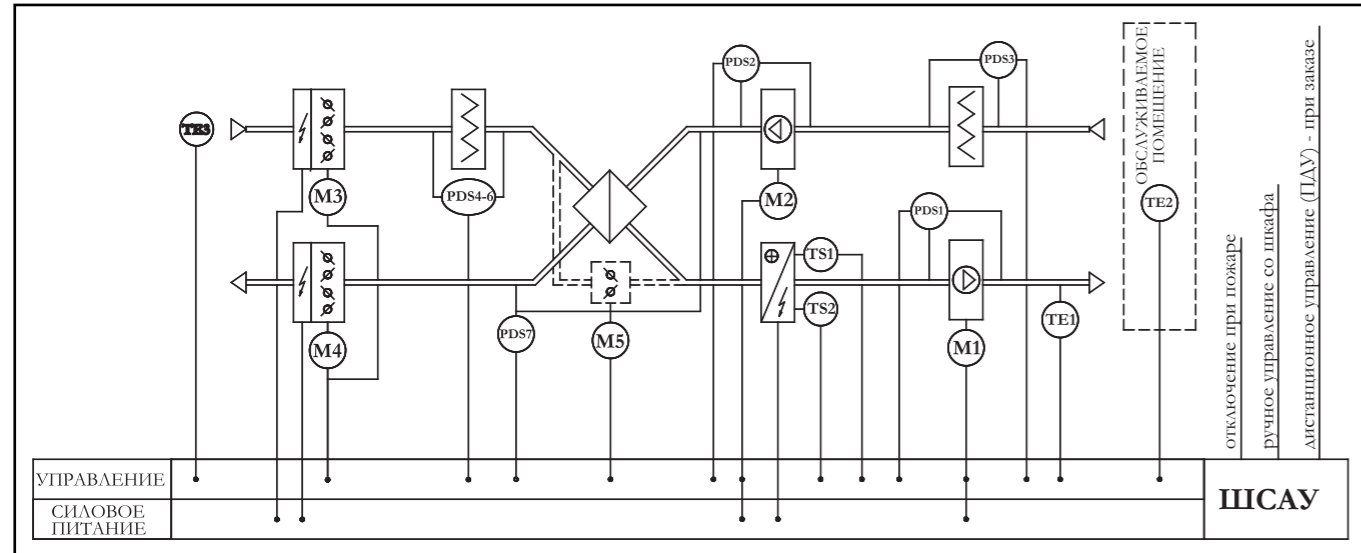 PDS2
PDS3
TE3
M3
PDS4-6
M2
ОБСЛУЖИВАЕМОЕ
ПОМЕЩЕНИЕ
TE2
PDS1
TS1
TS2
M4
PDS7
M5
M1
TE1
отключение при пожаре
ручное управление со шкафа
дистанционное управление (ПДУ) - при заказе
УПРАВЛЕНИЕ
СИЛОВОЕ
ПИТАНИЕ
ШСАУ